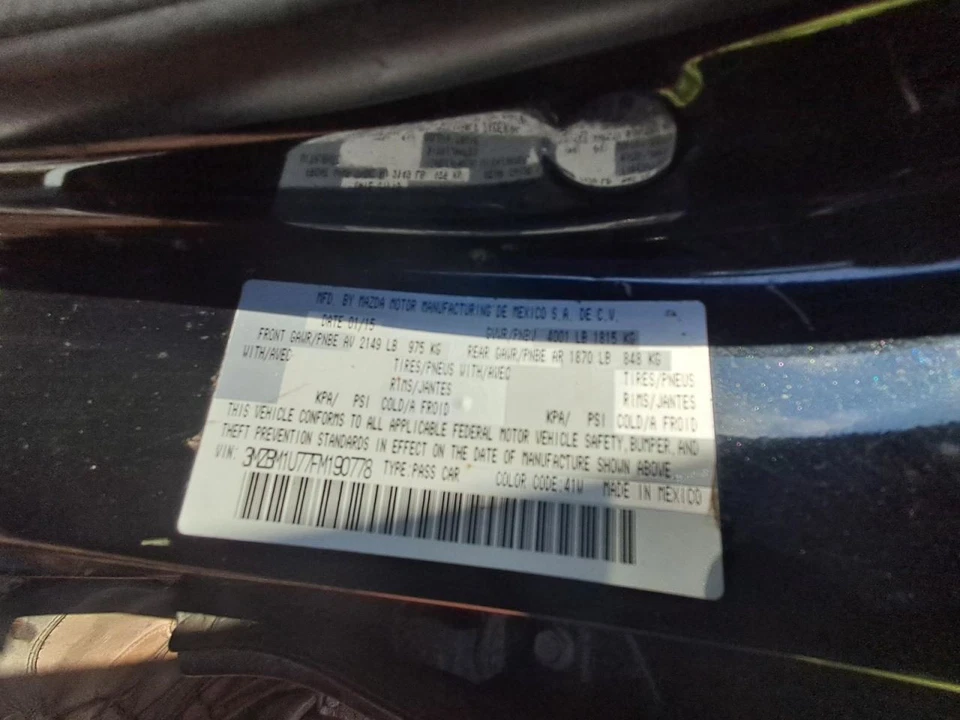 MFD. BY MAZDA MOTOR MANUFACTURING DE MEXICO S.A. DE C.V.
DATE 01/15 GVWR/PNBV 4001 LB 1815 KG
FRONT GAWR/PNBE AV 2149 LB 975 KG REAR GAWR/PNBE AR 1870 LB 848 KG
WITH/AVEC TIRES/PNEUS WITH/AVEC TIRES/PNEUS
RIMS/JANTES RIMS/JANTES
KPA/ PSI COLD/A FROID KPA/ PSI COLD/A FROID
THIS VEHICLE CONFORMS TO ALL APPLICABLE FEDERAL MOTOR VEHICLE SAFETY, BUMPER, AND
THEFT PREVENTION STANDARDS IN EFFECT ON THE DATE OF MANUFACTURE SHOWN ABOVE.
VIN: 3MZBM1U77FM190778 TYPE:PASS CAR COLOR CODE:41W MADE IN MEXICO